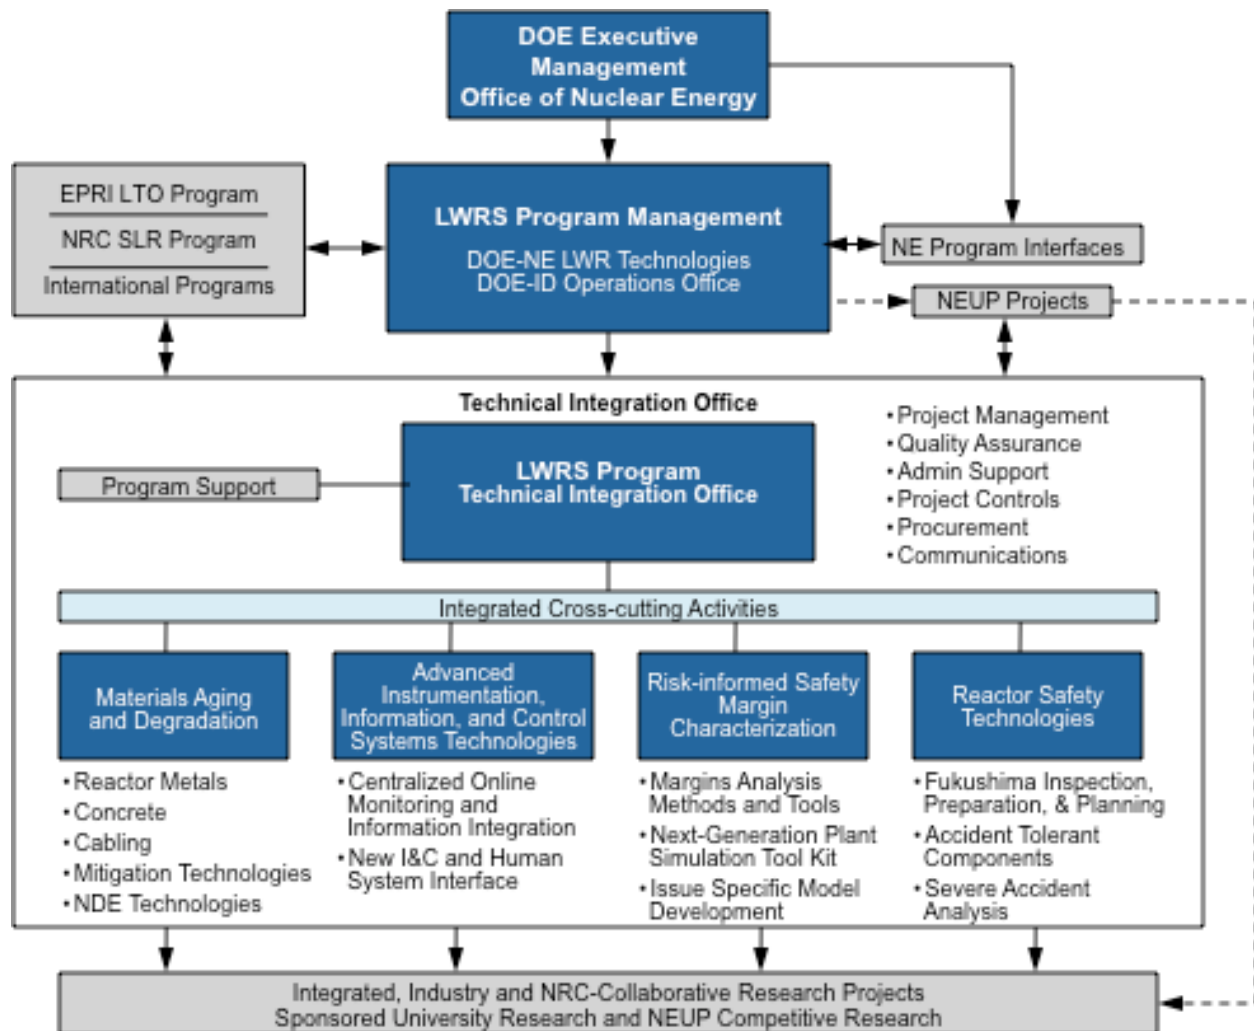 DOE Executive
Management
Office of Nuclear Energy
EPRI LTO Program
NRC SLR Program
International Programs
LWRS Program Management
DOE-NE LWR Technologies
DOE-ID Operations Office
NE Program Interfaces
NEUP Projects
Technical Integration Office
LWRS Program
Technical Integration Office
Program Support
• Project Management
• Quality Assurance
• Admin Support
• Project Controls
• Procurement
• Communications
Integrated Cross-cutting Activities
Materials Aging
and Degradation
• Reactor Metals
• Concrete
• Cabling
• Mitigation Technologies
• NDE Technologies
Advanced
Instrumentation,
Information, and Control
Systems Technologies
• Centralized Online
Monitoring and
Information Integration
• New I&C and Human
System Interface
Risk-informed Safety
Margin
Characterization
• Margins Analysis
Methods and Tools
• Next-Generation Plant
Simulation Tool Kit
• Issue Specific Model
Development
Reactor Safety
Technologies
• Fukushima Inspection,
Preparation, & Planning
• Accident Tolerant
Components
• Severe Accident
Analysis
Integrated, Industry and NRC-Collaborative Research Projects
Sponsored University Research and NEUP Competitive Research